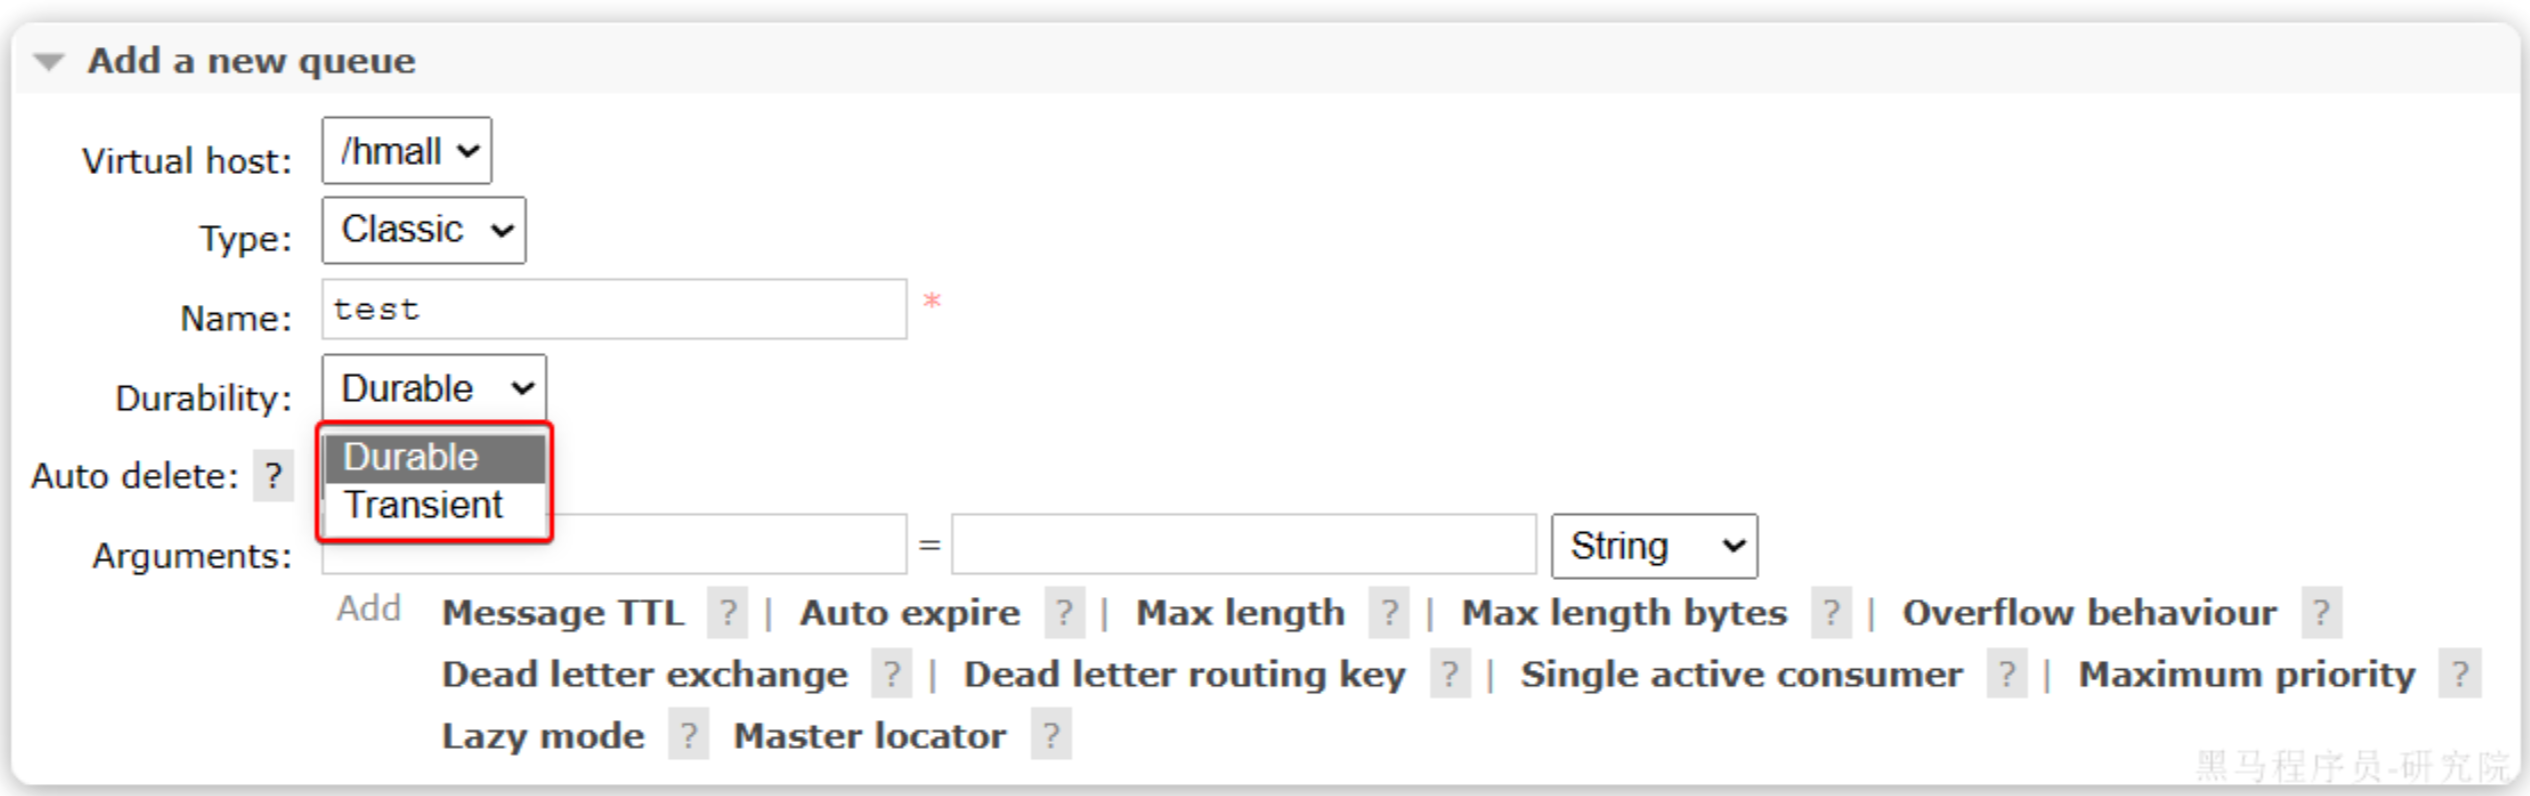 Add a new queue
Virtual host: /hmall
Type: Classic
Name: test *
Durability: Durable
Durable
Auto delete: ?
Transient
Arguments: = String
Add Message TTL ? | Auto expire ? | Max length ? | Max length bytes ? | Overflow behaviour ?
Dead letter exchange ? | Dead letter routing key ? | Single active consumer ? | Maximum priority ?
Lazy mode ? Master locator ?
黑马程序员-研究院